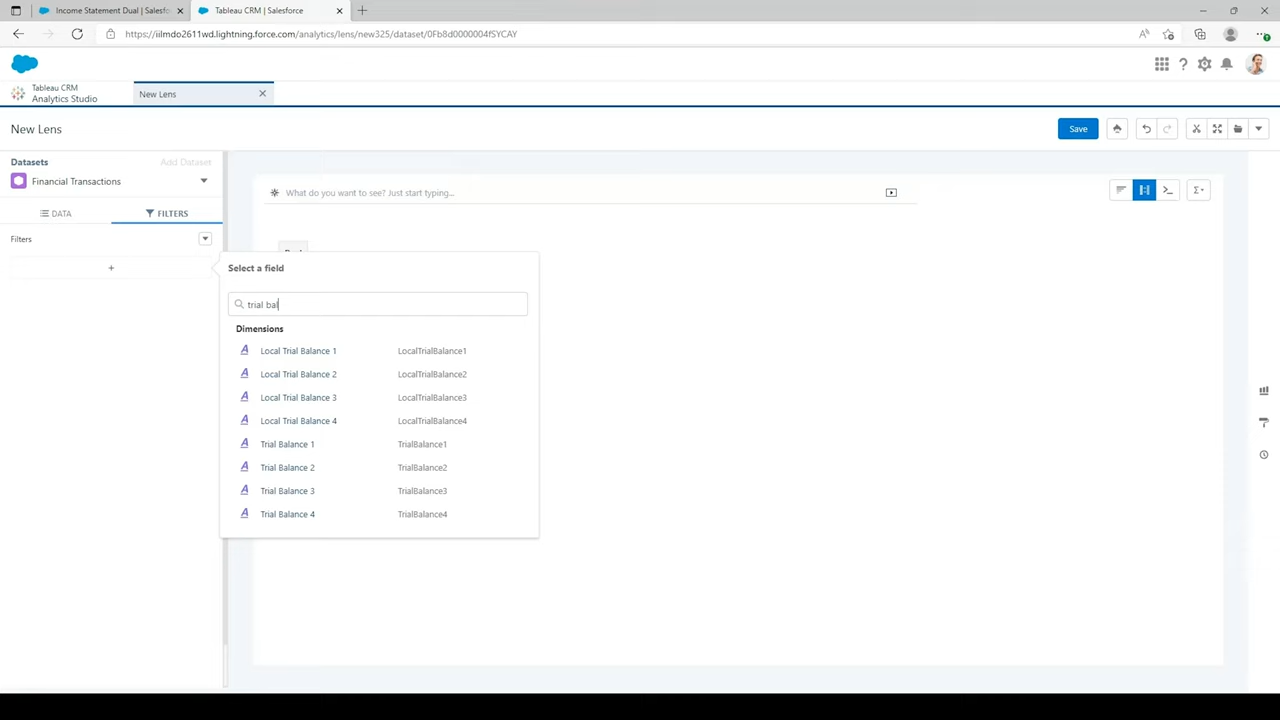 Income Statement Dual | Salesfo
Tableau CRM | Salesforce
https://iilmdo2611wd.lightning.force.com/analytics/lens/new325/dataset/0Fb8d0000004fSYCAY
Tableau CRM
Analytics Studio
New Lens
New Lens
Save
Datasets
Add Dataset
Financial Transactions
What do you want to see? Just start typing...
DATA
FILTERS
Filters
Select a field
trial bal
Dimensions
Local Trial Balance 1 LocalTrialBalance1
Local Trial Balance 2 LocalTrialBalance2
Local Trial Balance 3 LocalTrialBalance3
Local Trial Balance 4 LocalTrialBalance4
Trial Balance 1 TrialBalance1
Trial Balance 2 TrialBalance2
Trial Balance 3 TrialBalance3
Trial Balance 4 TrialBalance4